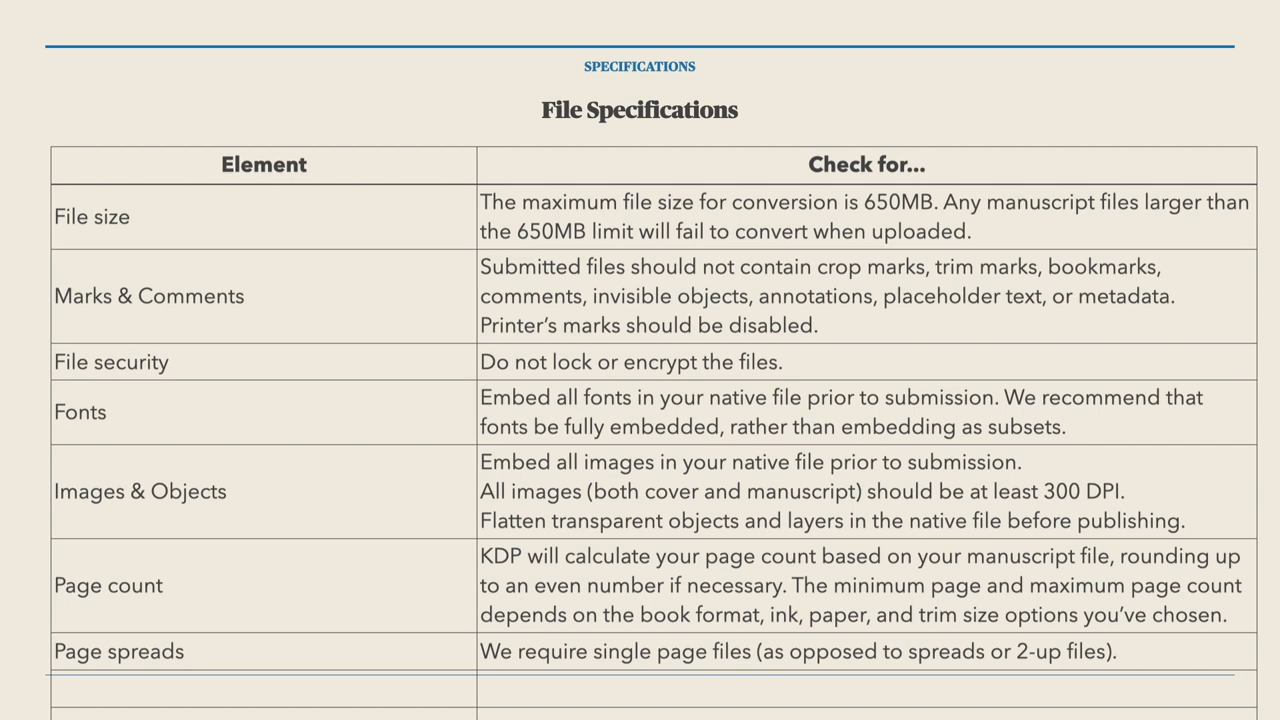 SPECIFICATIONS
File Specifications
Element
Check for...
File size
The maximum file size for conversion is 650MB. Any manuscript files larger than
the 650MB limit will fail to convert when uploaded.
Marks & Comments
Submitted files should not contain crop marks, trim marks, bookmarks,
comments, invisible objects, annotations, placeholder text, or metadata.
Printer’s marks should be disabled.
File security
Do not lock or encrypt the files.
Fonts
Embed all fonts in your native file prior to submission. We recommend that
fonts be fully embedded, rather than embedding as subsets.
Images & Objects
Embed all images in your native file prior to submission.
All images (both cover and manuscript) should be at least 300 DPI.
Flatten transparent objects and layers in the native file before publishing.
Page count
KDP will calculate your page count based on your manuscript file, rounding up
to an even number if necessary. The minimum page and maximum page count
depends on the book format, ink, paper, and trim size options you’ve chosen.
Page spreads
We require single page files (as opposed to spreads or 2-up files).